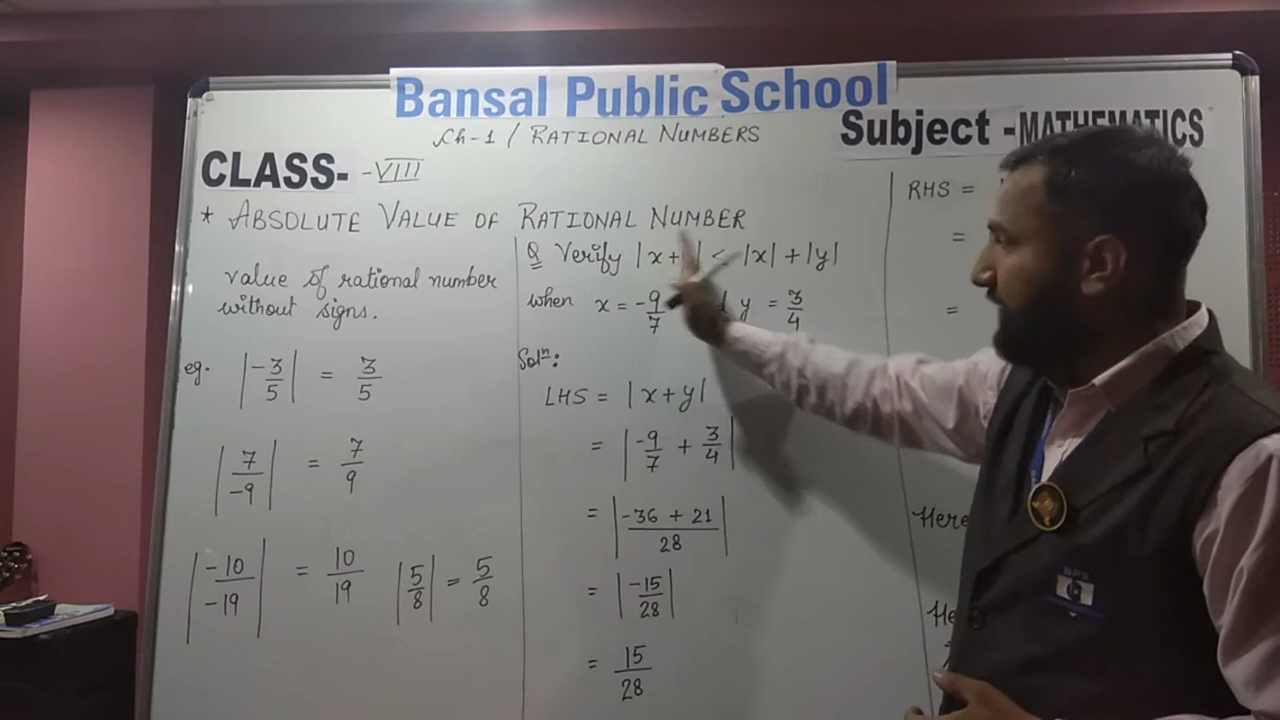 Bansal Public School
Ch-1 / RATIONAL NUMBERS
Subject -MATHEMATICS
CLASS- -VIII
* ABSOLUTE VALUE OF RATIONAL NUMBER
value of rational number
without signs.
eg. |-3/5| = 3/5
|7/-9| = 7/9
|-10/-19| = 10/19 |5/8| = 5/8
Q Verify |x+ | < |x| + |y|
when x = -9/7 y = 3/4
Solⁿ:
LHS = |x+y|
= |-9/7 + 3/4|
= |-36 + 21/28|
= |-15/28|
= 15/28
RHS =
=
=
Here
BPS